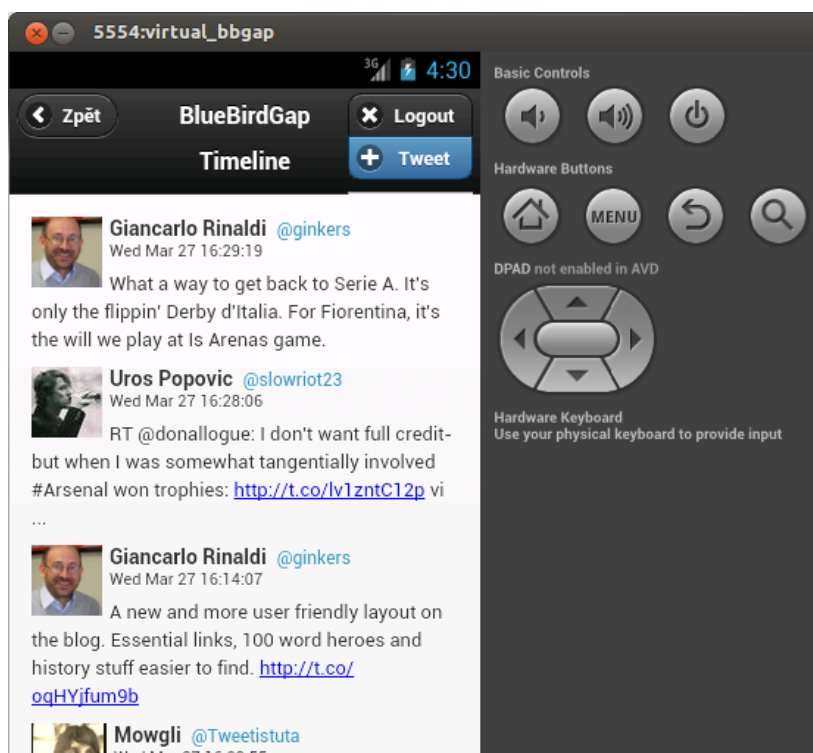 5554:virtual_bbgap
3G
4:30
Zpět
BlueBirdGap
Logout
Timeline
Tweet
Giancarlo Rinaldi @ginkers
Wed Mar 27 16:29:19
What a way to get back to Serie A. It's
only the flippin' Derby d'Italia. For Fiorentina, it's
the will we play at Is Arenas game.
Uros Popovic @slowriot23
Wed Mar 27 16:28:06
RT @donallogue: I don't want full credit-
but when I was somewhat tangentially involved
#Arsenal won trophies: http://t.co/lv1zntC12p vi
...
Giancarlo Rinaldi @ginkers
Wed Mar 27 16:14:07
A new and more user friendly layout on
the blog. Essential links, 100 word heroes and
history stuff easier to find. http://t.co/
oqHYjfum9b
Mowgli @Tweetistuta
Basic Controls
Hardware Buttons
MENU
DPAD not enabled in AVD
Hardware Keyboard
Use your physical keyboard to provide input